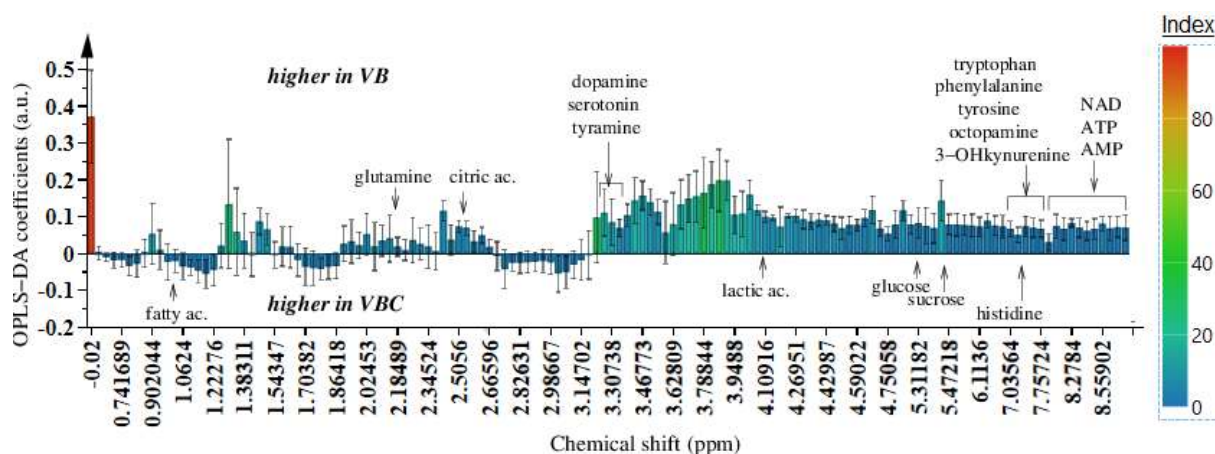 Index
0.5
0.4
0.3
0.2
0.1
0
-0.1
-0.2
OPLS-DA coefficients (a.u.)
higher in VB
higher in VBC
fatty ac.
glutamine
citric ac.
dopamine
serotonin
tyramine
lactic ac.
glucose
sucrose
histidine
tryptophan
phenylalanine
tyrosine
octopamine
3-OHkynurenine
NAD
ATP
AMP
80
60
40
20
0
-0.02
0.741689
0.902044
1.0624
1.22276
1.38311
1.54347
1.70382
1.86418
2.02453
2.18489
2.34524
2.5056
2.66596
2.82631
2.98667
3.14702
3.30738
3.46773
3.62809
3.78844
3.94488
4.10916
4.26951
4.42987
4.59022
4.75058
5.31182
5.47218
6.1136
7.03564
7.75724
8.2784
8.55902
Chemical shift (ppm)